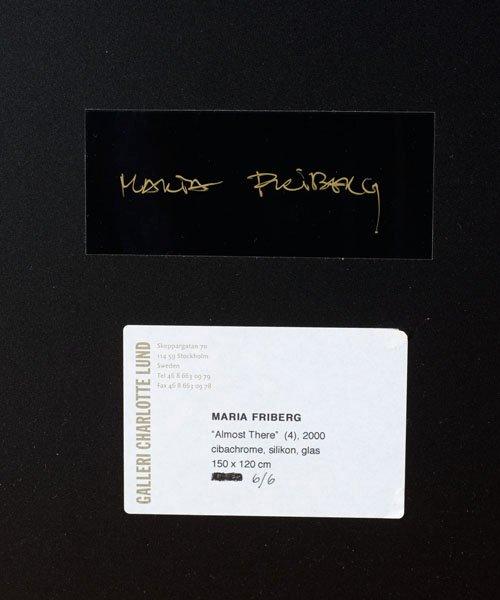 MARIA FRIBERG
GALLERI CHARLOTTE LUND
Skeppargatan 70
114 59 Stockholm
Sweden
Tel 46 8 663 09 79
Fax 46 8 663 09 78
MARIA FRIBERG
"Almost There" (4), 2000
cibachrome, silikon, glas
150 x 120 cm
6/6